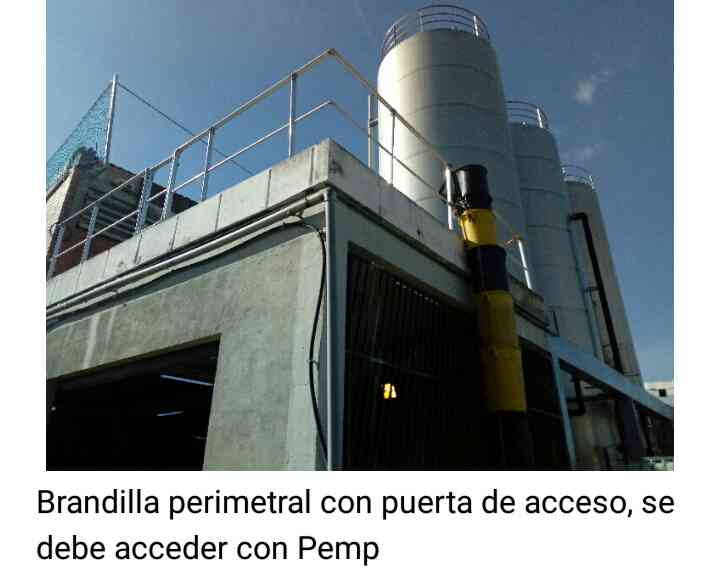 Brandilla perimetral con puerta de acceso, se
debe acceder con Pemp